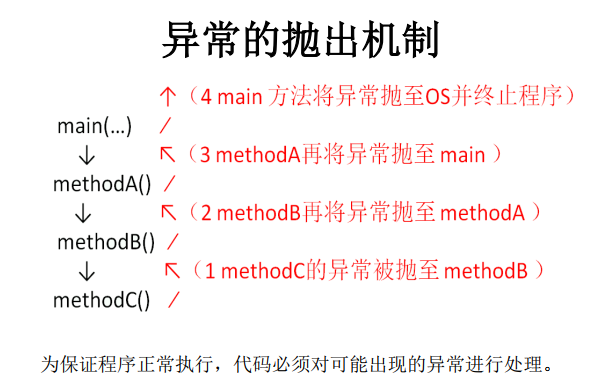 异常的抛出机制
↑（4 main 方法将异常抛至OS并终止程序）
main(…) /
↓ ↖（3 methodA再将异常抛至 main ）
methodA() /
↓ ↖（2 methodB再将异常抛至 methodA ）
methodB() /
↓ ↖（1 methodC的异常被抛至 methodB ）
methodC() /
为保证程序正常执行，代码必须对可能出现的异常进行处理。